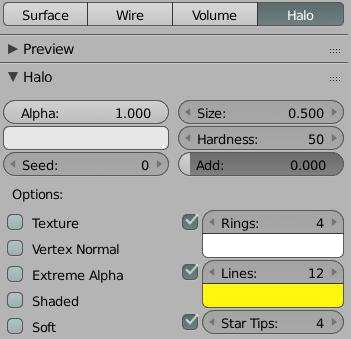 Surface Wire Volume Halo
Preview
Halo
Alpha: 1.000 Size: 0.500
Hardness: 50
Seed: 0 Add: 0.000
Options:
Texture Rings: 4
Vertex Normal
Extreme Alpha Lines: 12
Shaded
Soft Star Tips: 4